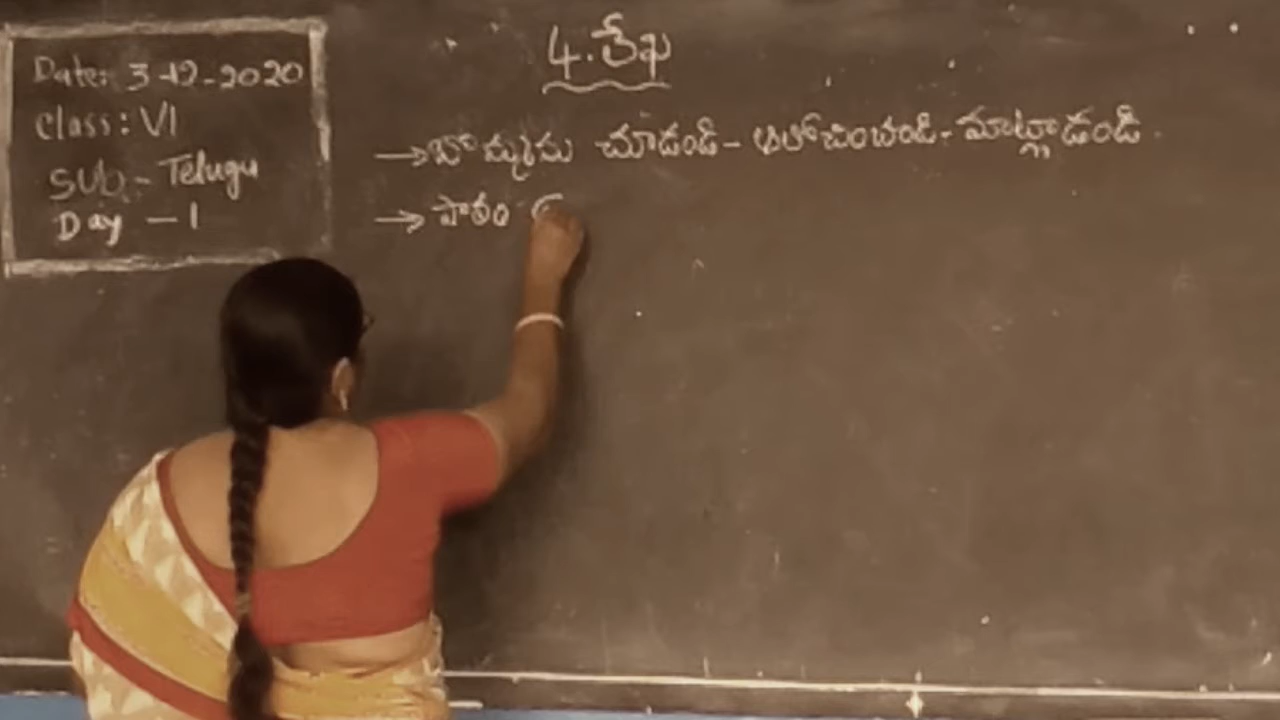 Date: 3-12-2020
Class: VI
Sub:- Telugu
Day - 1
4. లేఖ
→ బొమ్మను చూడండి - ఆలోచించండి - మాట్లాడండి.
→ పాఠం